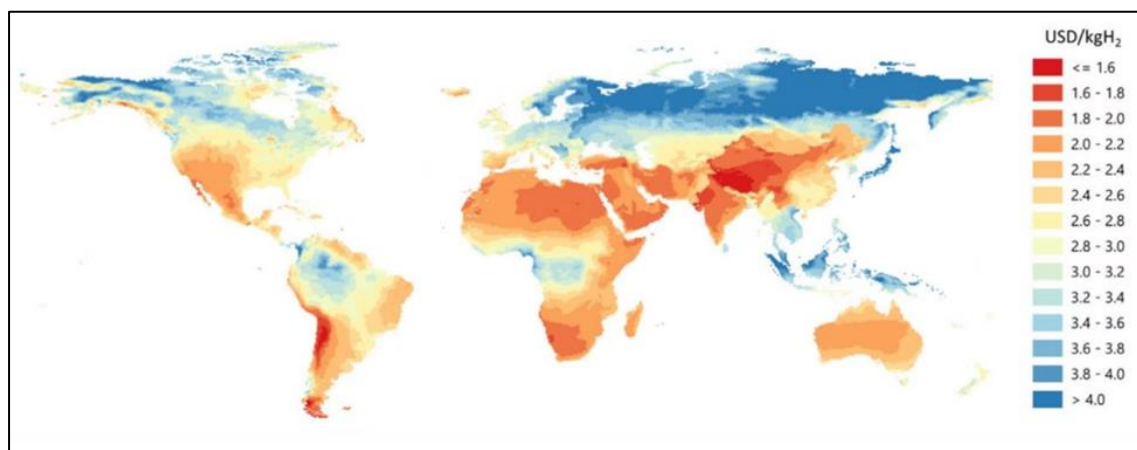 USD/kgH₂
<= 1.6
1.6 - 1.8
1.8 - 2.0
2.0 - 2.2
2.2 - 2.4
2.4 - 2.6
2.6 - 2.8
2.8 - 3.0
3.0 - 3.2
3.2 - 3.4
3.4 - 3.6
3.6 - 3.8
3.8 - 4.0
> 4.0